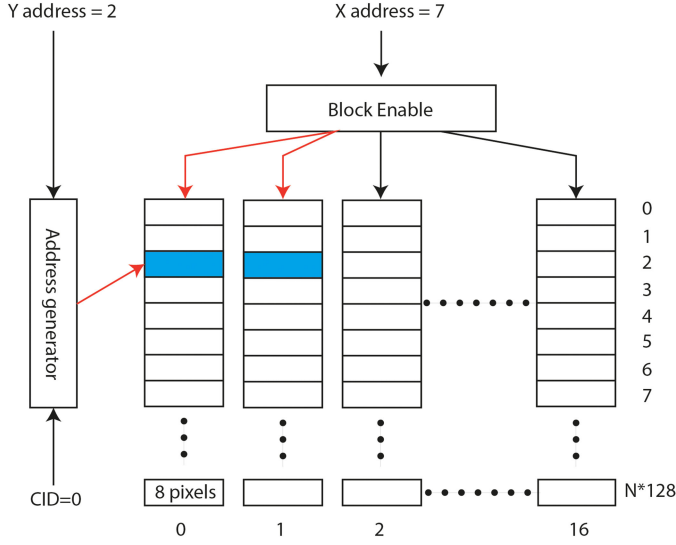 Y address = 2
X address = 7
Block Enable
Address generator
0
1
2
3
4
5
6
7
CID=0
8 pixels
N*128
0
1
2
16